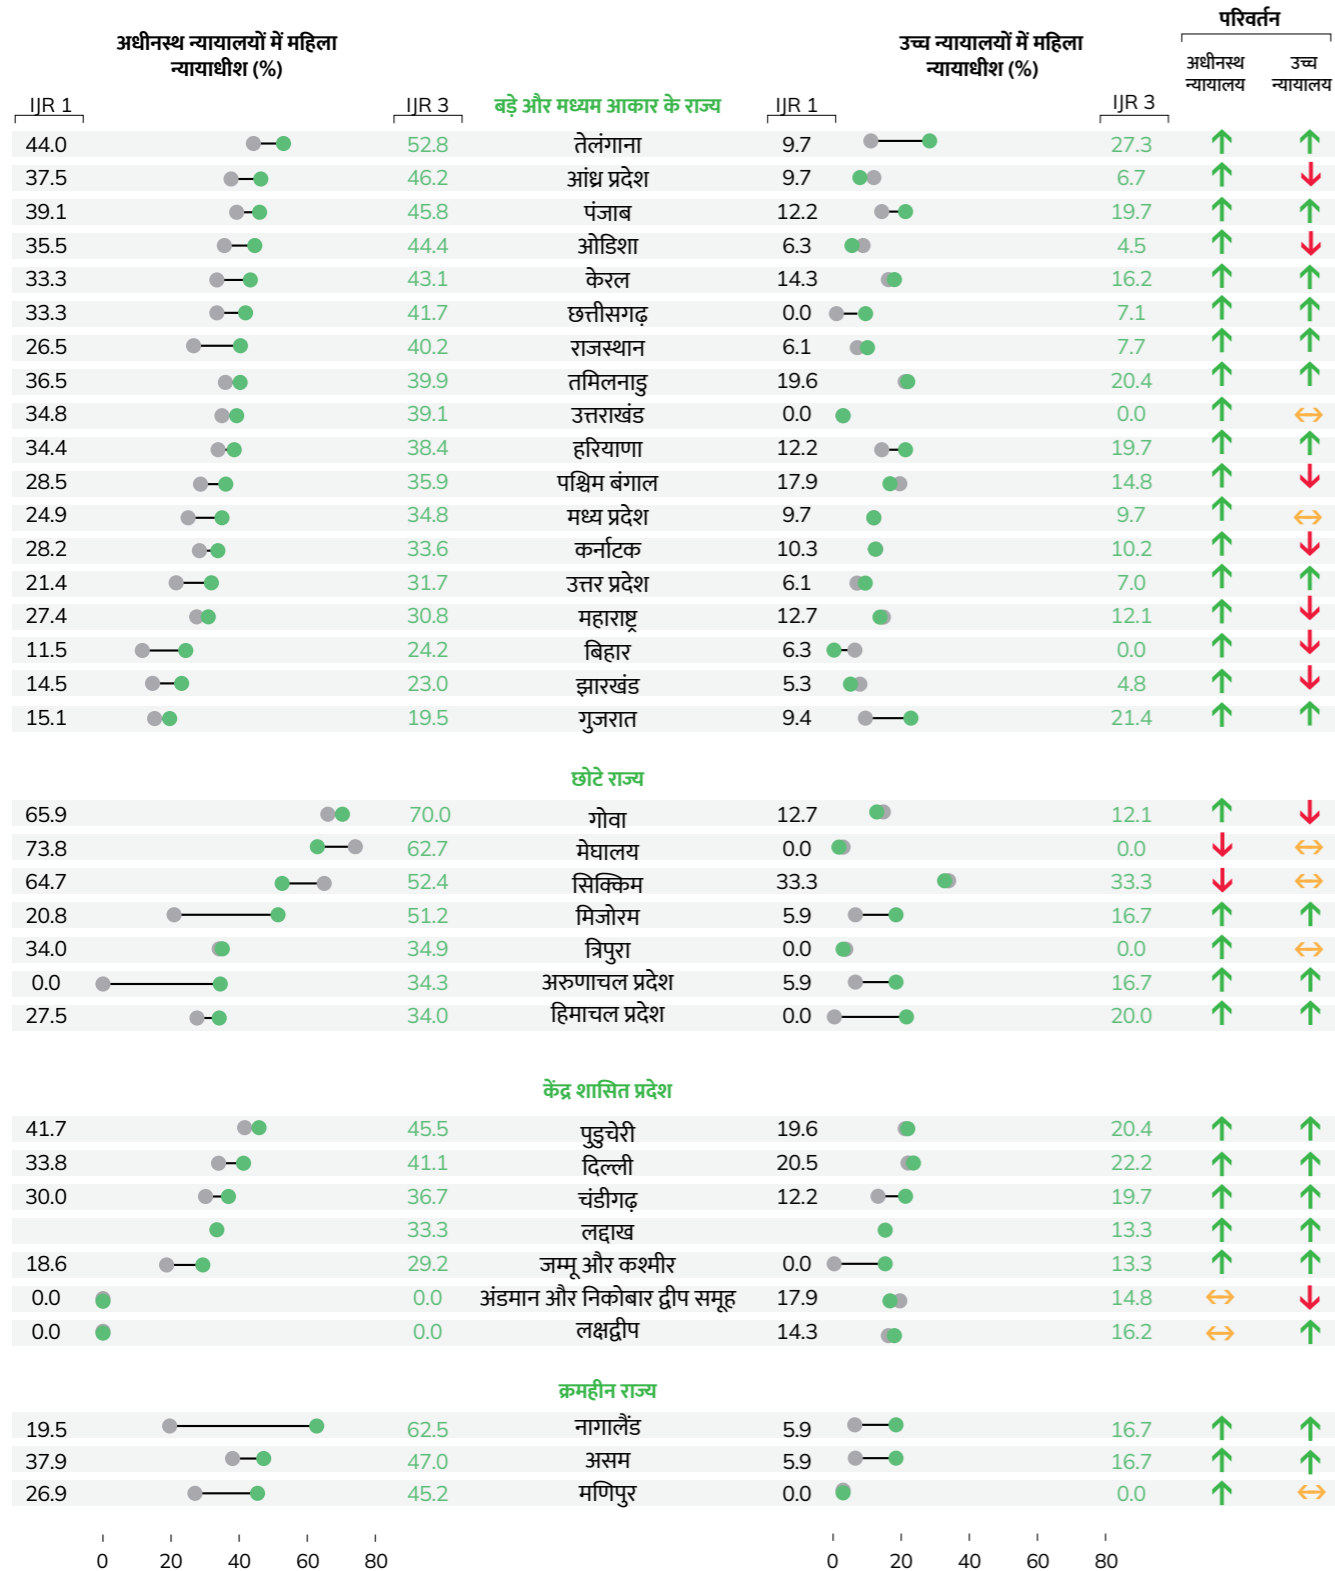 परिवर्तन
अधीनस्थ न्यायालयों में महिला
न्यायाधीश (%)
उच्च न्यायालयों में महिला
न्यायाधीश (%)
अधीनस्थ
न्यायालय
उच्च
न्यायालय
IJR 1 IJR 3 बड़े और मध्यम आकार के राज्य IJR 1 IJR 3
44.0 52.8 तेलंगाना 9.7 27.3
37.5 46.2 आंध्र प्रदेश 9.7 6.7
39.1 45.8 पंजाब 12.2 19.7
35.5 44.4 ओडिशा 6.3 4.5
33.3 43.1 केरल 14.3 16.2
33.3 41.7 छत्तीसगढ़ 0.0 7.1
26.5 40.2 राजस्थान 6.1 7.7
36.5 39.9 तमिलनाडु 19.6 20.4
34.8 39.1 उत्तराखंड 0.0 0.0
34.4 38.4 हरियाणा 12.2 19.7
28.5 35.9 पश्चिम बंगाल 17.9 14.8
24.9 34.8 मध्य प्रदेश 9.7 9.7
28.2 33.6 कर्नाटक 10.3 10.2
21.4 31.7 उत्तर प्रदेश 6.1 7.0
27.4 30.8 महाराष्ट्र 12.7 12.1
11.5 24.2 बिहार 6.3 0.0
14.5 23.0 झारखंड 5.3 4.8
15.1 19.5 गुजरात 9.4 21.4
छोटे राज्य
65.9 70.0 गोवा 12.7 12.1
73.8 62.7 मेघालय 0.0 0.0
64.7 52.4 सिक्किम 33.3 33.3
20.8 51.2 मिजोरम 5.9 16.7
34.0 34.9 त्रिपुरा 0.0 0.0
0.0 34.3 अरुणाचल प्रदेश 5.9 16.7
27.5 34.0 हिमाचल प्रदेश 0.0 20.0
केंद्र शासित प्रदेश
41.7 45.5 पुडुचेरी 19.6 20.4
33.8 41.1 दिल्ली 20.5 22.2
30.0 36.7 चंडीगढ़ 12.2 19.7
33.3 लद्दाख 13.3
18.6 29.2 जम्मू और कश्मीर 0.0 13.3
0.0 0.0 अंडमान और निकोबार द्वीप समूह 17.9 14.8
0.0 0.0 लक्षद्वीप 14.3 16.2
क्रमहीन राज्य
19.5 62.5 नागालैंड 5.9 16.7
37.9 47.0 असम 5.9 16.7
26.9 45.2 मणिपुर 0.0 0.0
0 20 40 60 80 0 20 40 60 80